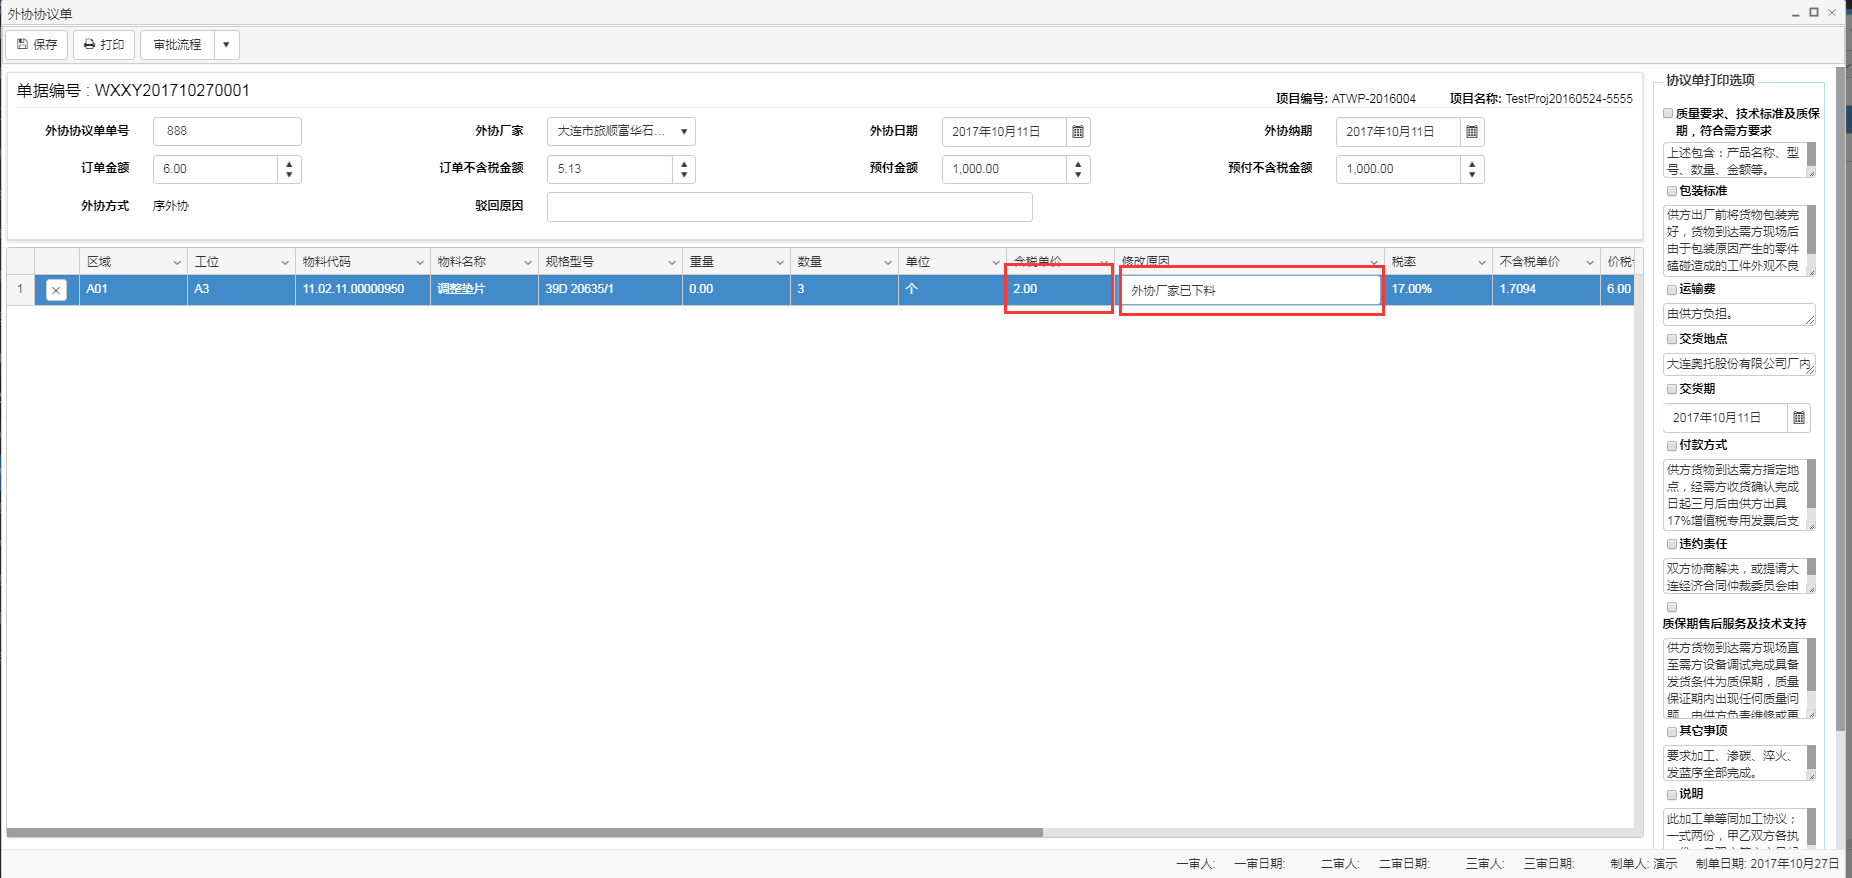 外协协议单
保存 打印 审批流程
单据编号 : WXXY201710270001
项目编号: ATWP-2016004 项目名称: TestProj20160524-5555
外协协议单单号 888 外协厂家 大连市旅顺富华石... 外协日期 2017年10月11日 外协纳期 2017年10月11日
订单金额 6.00 订单不含税金额 5.13 预付金额 1,000.00 预付不含税金额 1,000.00
外协方式 序外协 驳回原因
区域 工位 物料代码 物料名称 规格型号 重量 数量 单位 含税单价 修改原因 税率 不含税单价 价税
1 A01 A3 11.02.11.00000950 调整垫片 39D 20635/1 0.00 3 个 2.00 外协厂家已下料 17.00% 1.7094 6.00
协议单打印选项
质量要求、技术标准及质保
期，符合需方要求
上述包含：产品名称、型
号、数量、金额等。
包装标准
供方出厂前将货物包装完
好，货物到达需方现场后
由于包装原因产生的零件
磕碰造成的工件外观不良
运输费
由供方负担。
交货地点
大连奥托股份有限公司厂内
交货期
2017年10月11日
付款方式
供方货物到达需方指定地
点，经需方收货确认完成
日起三月后由供方出具
17%增值税专用发票后支
违约责任
双方协商解决，或提请大
连经济合同仲裁委员会申
质保期售后服务及技术支持
供方货物到达需方现场直
至需方设备调试完成具备
发货条件为质保期，质量
保证期内出现任何质量问
题，由供方负责维修或更
其它事项
要求加工、渗碳、淬火、
发蓝序全部完成。
说明
此加工单等同加工协议；
一式两份，甲乙双方各执
一审人: 一审日期: 二审人: 二审日期: 三审人: 三审日期: 制单人: 演示 制单日期: 2017年10月27日